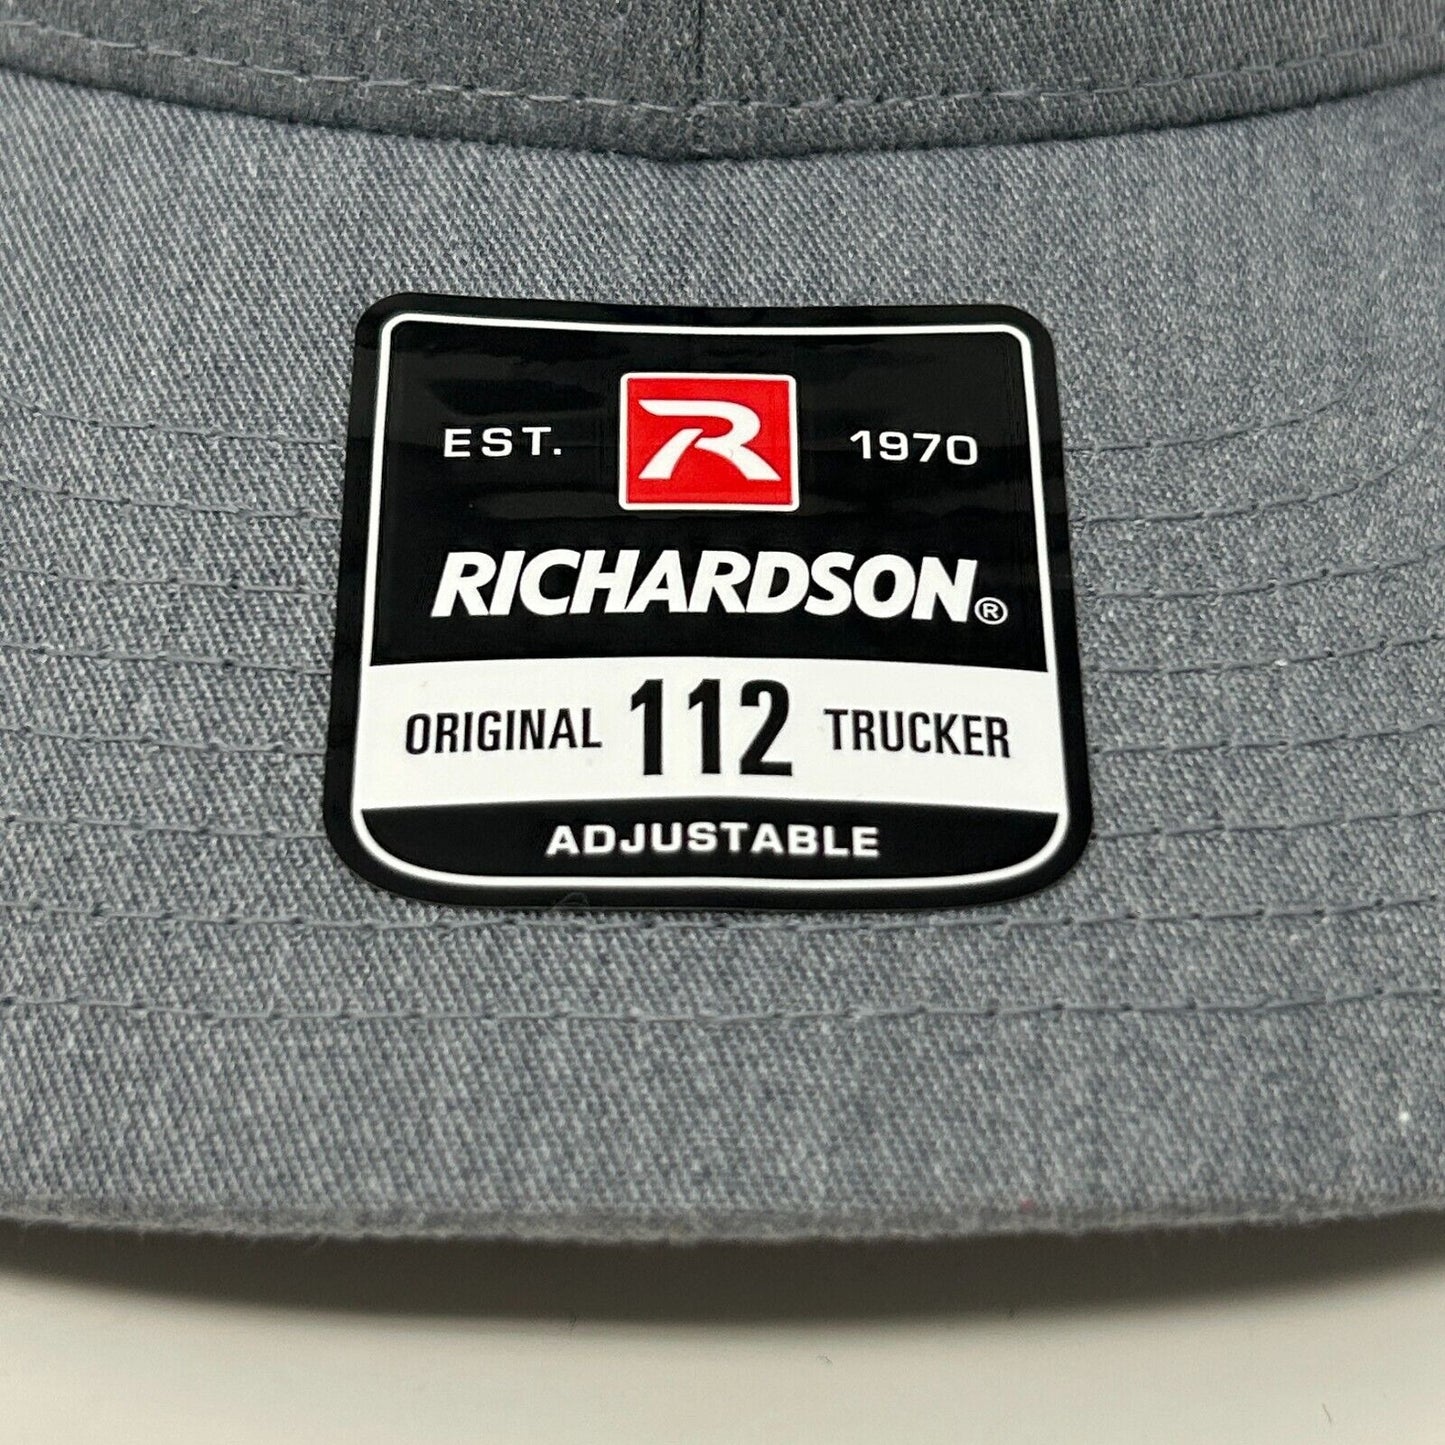 EST. R 1970
RICHARDSON®
ORIGINAL 112 TRUCKER
ADJUSTABLE